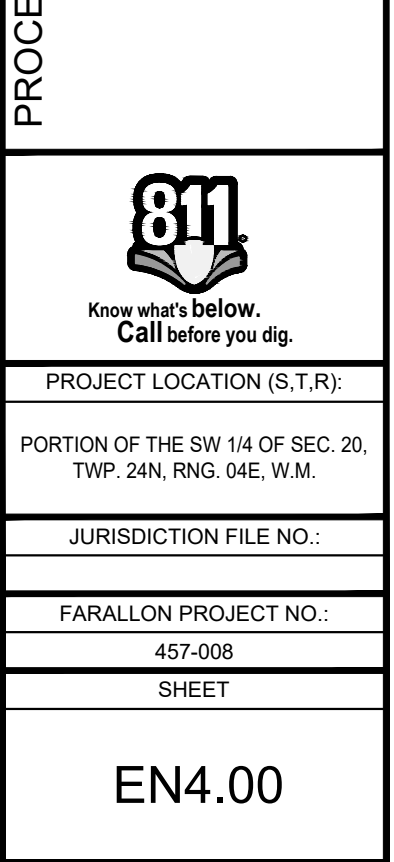 PROCE
811
Know what's below.
Call before you dig.
PROJECT LOCATION (S,T,R):
PORTION OF THE SW 1/4 OF SEC. 20,
TWP. 24N, RNG. 04E, W.M.
JURISDICTION FILE NO.:
FARALLON PROJECT NO.:
457-008
SHEET
EN4.00